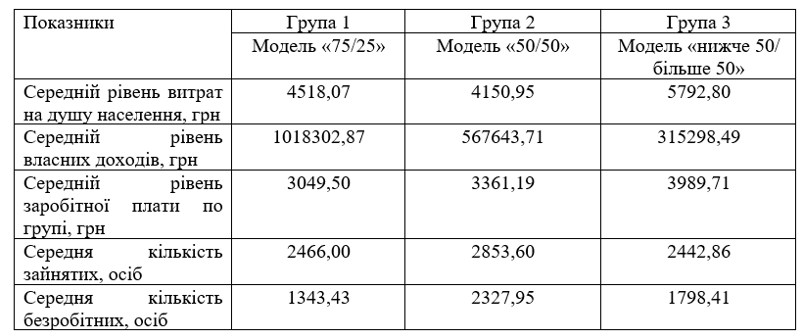 Показники Група 1 Група 2 Група 3
Модель «75/25» Модель «50/50» Модель «нижче 50/
більше 50»
Середній рівень витрат 4518,07 4150,95 5792,80
на душу населення, грн
Середній рівень 1018302,87 567643,71 315298,49
власних доходів, грн
Середній рівень 3049,50 3361,19 3989,71
заробітної плати по
групі, грн
Середня кількість 2466,00 2853,60 2442,86
зайнятих, осіб
Середня кількість 1343,43 2327,95 1798,41
безробітних, осіб